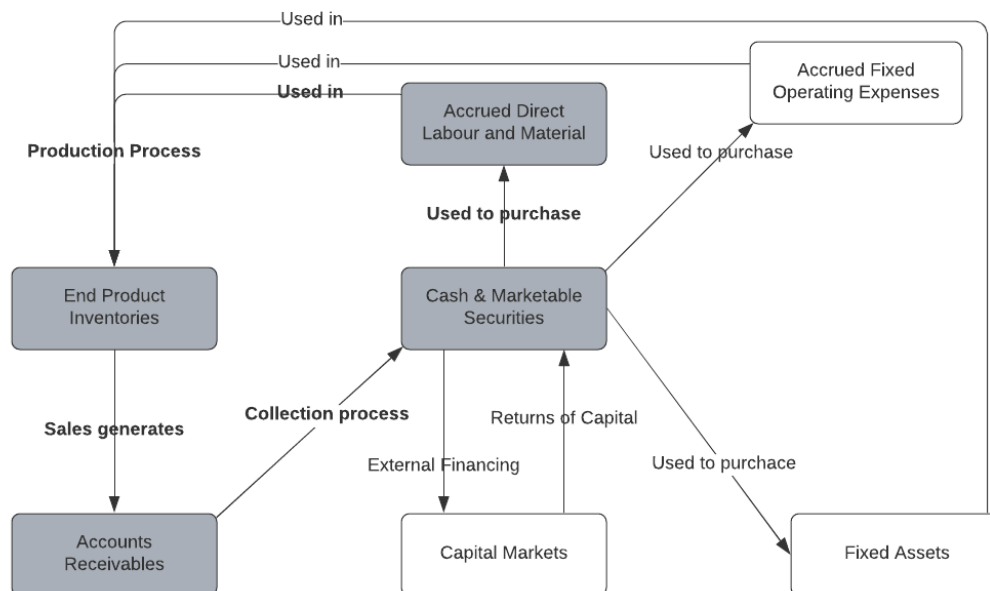 Used in
Used in
Accrued Fixed
Operating Expenses
Used in
Accrued Direct
Labour and Material
Production Process
Used to purchase
Used to purchase
End Product
Inventories
Cash & Marketable
Securities
Collection process
Returns of Capital
Sales generates
External Financing
Used to purchace
Accounts
Receivables
Capital Markets
Fixed Assets